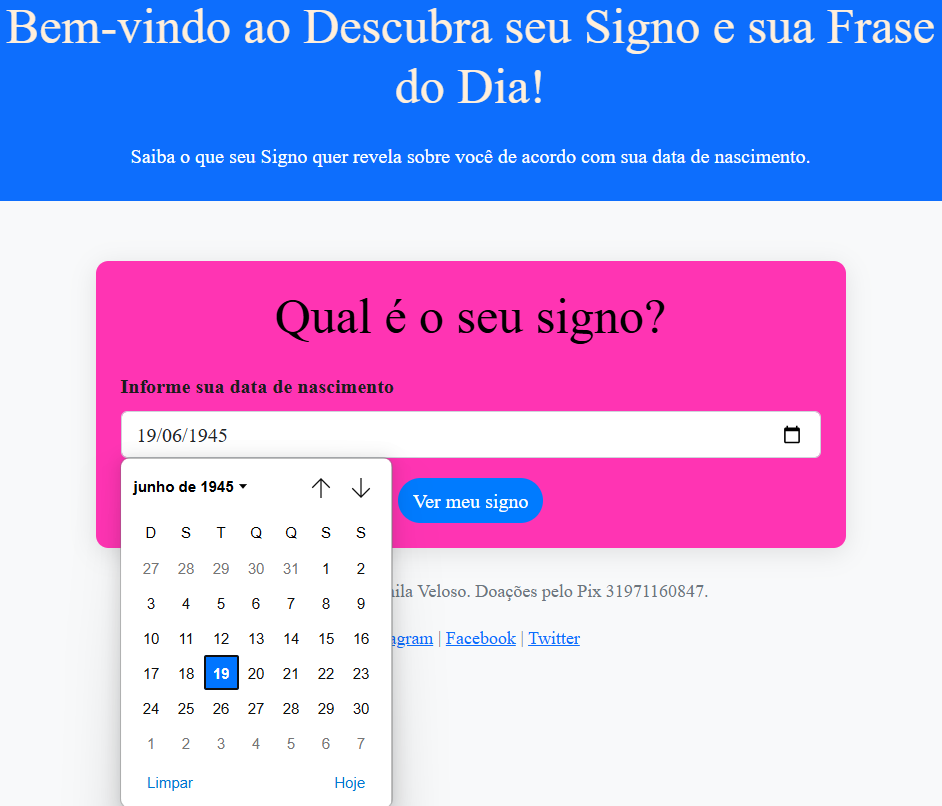 Bem-vindo ao Descubra seu Signo e sua Frase
do Dia!
Saiba o que seu Signo quer revela sobre você de acordo com sua data de nascimento.
Qual é o seu signo?
Informe sua data de nascimento
19/06/1945
junho de 1945
Ver meu signo
D S T Q Q S S
27 28 29 30 31 1 2
3 4 5 6 7 8 9
10 11 12 13 14 15 16
17 18 19 20 21 22 23
24 25 26 27 28 29 30
1 2 3 4 5 6 7
Limpar Hoje
Veloso. Doações pelo Pix 31971160847.
| Facebook | Twitter